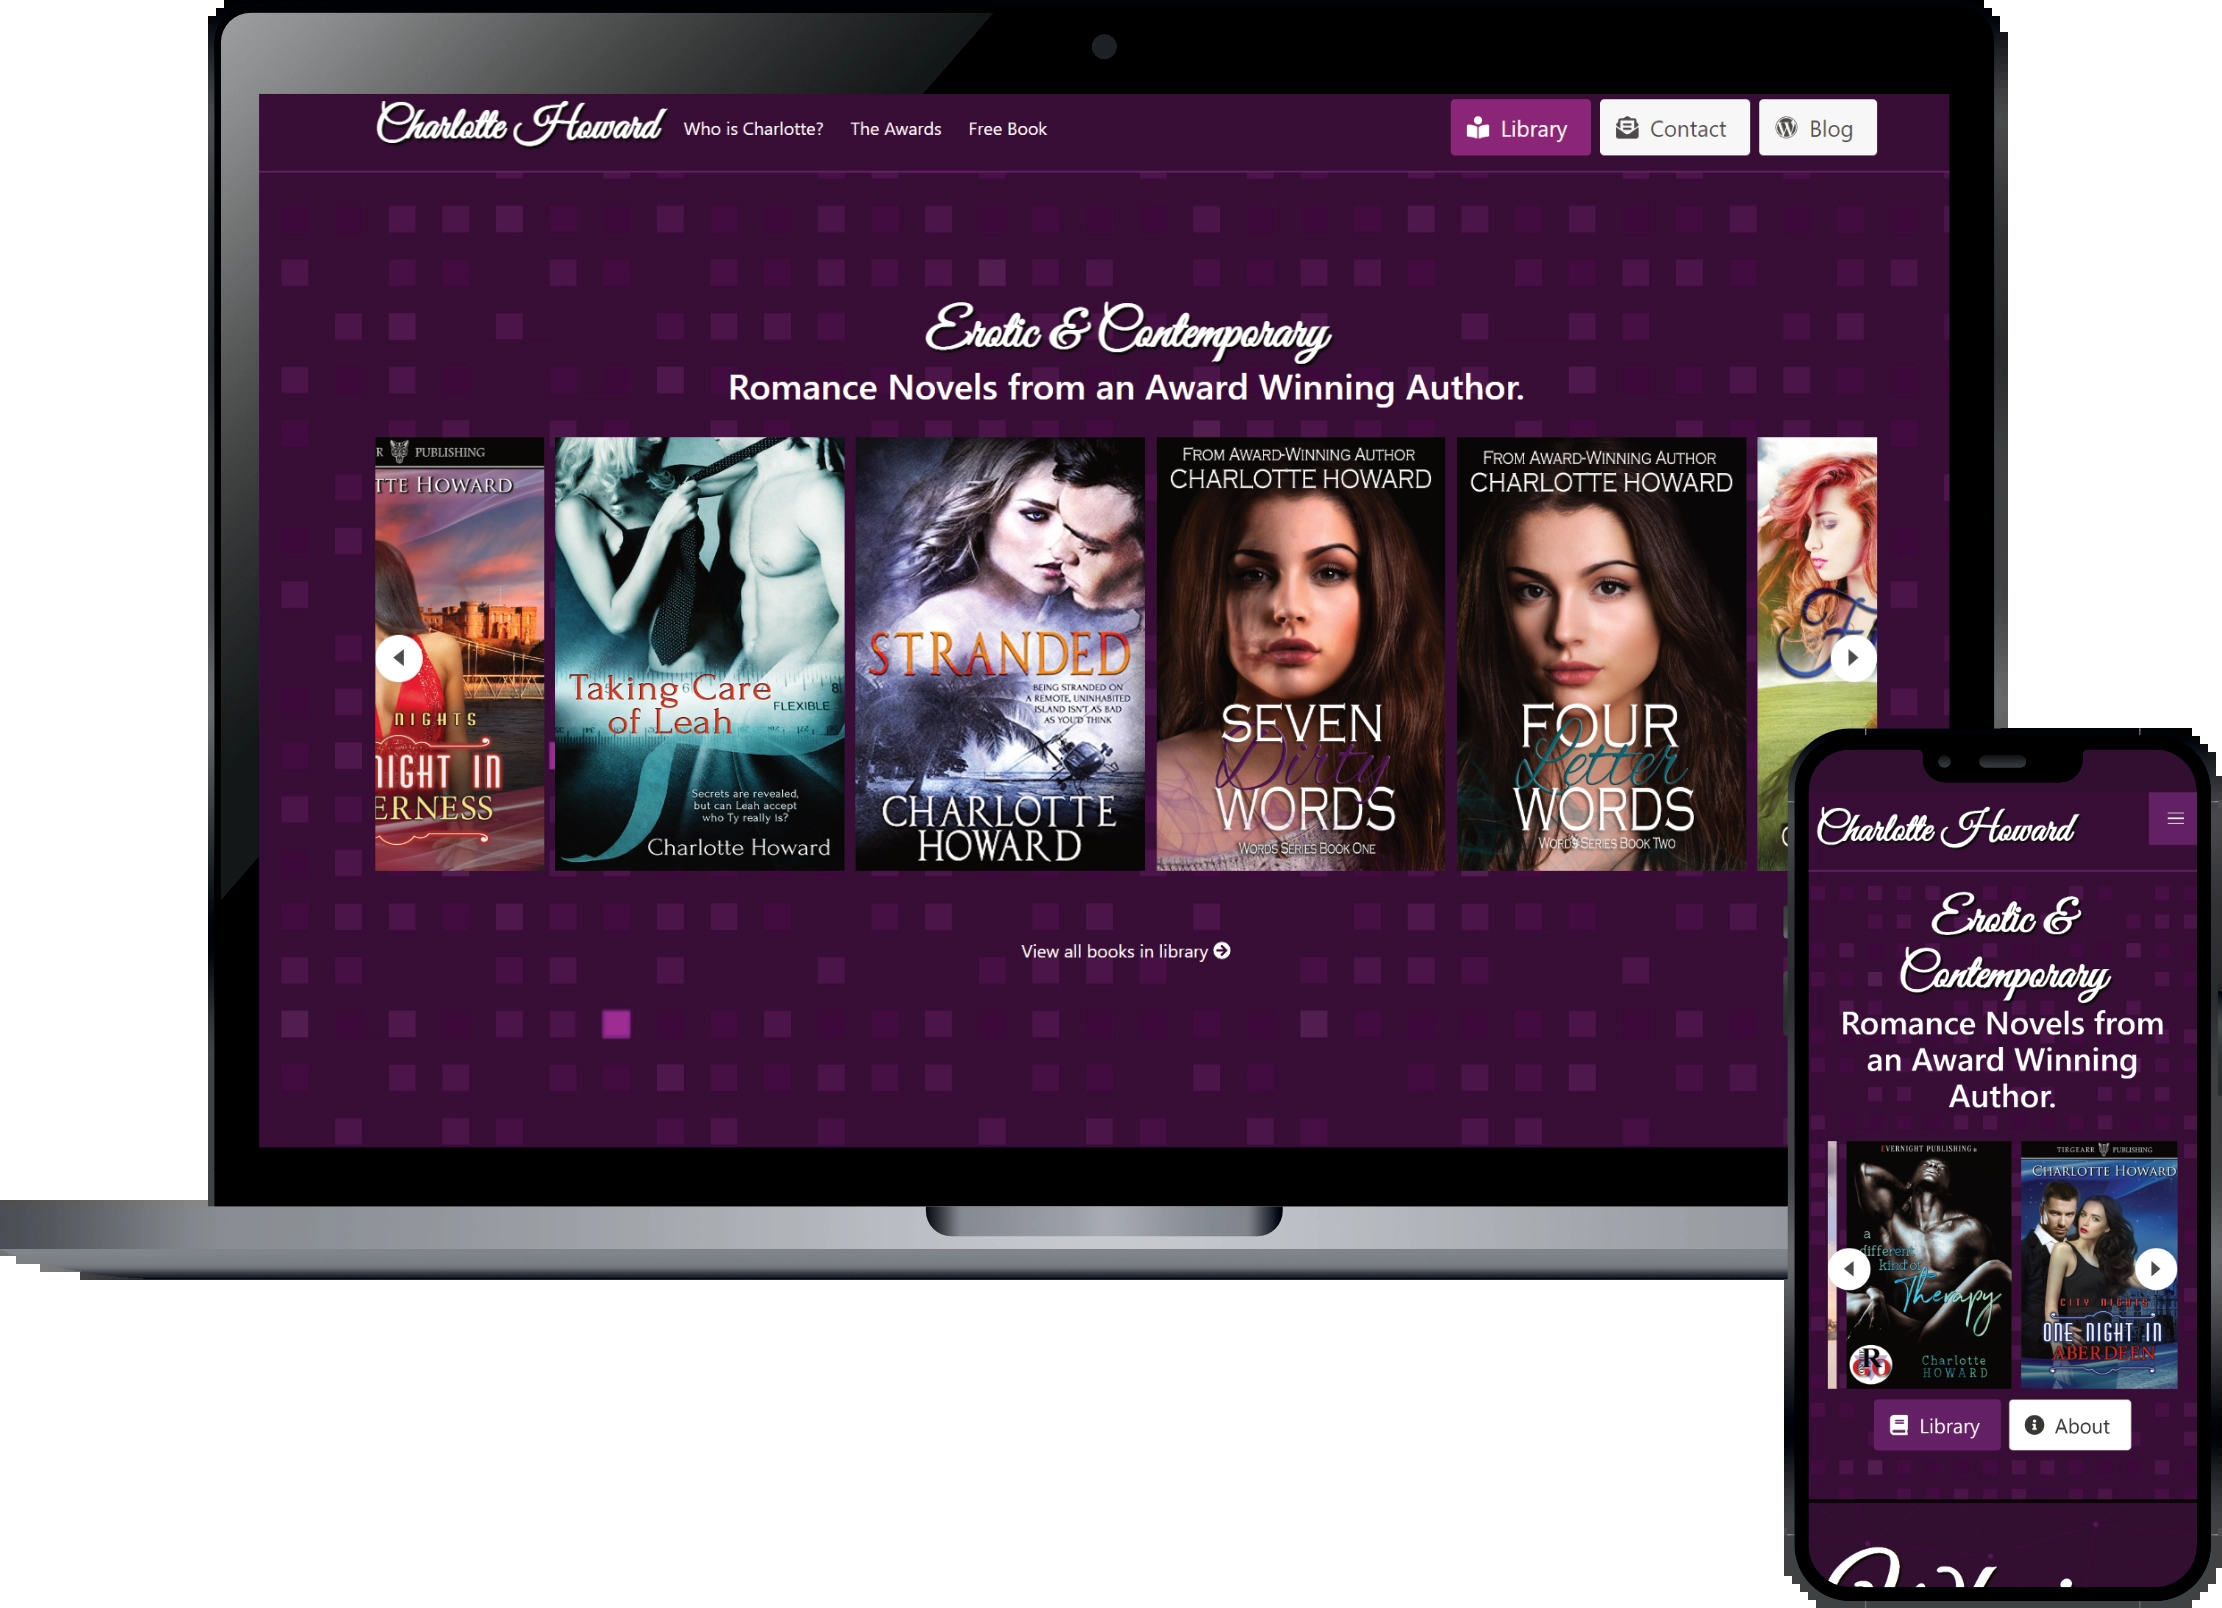 Charlotte Howard
Who is Charlotte?
The Awards
Free Book
Library
Contact
Blog
Erotic & Contemporary
Romance Novels from an Award Winning Author.
PUBLISHING
HOWARD
NIGHTS
NIGHT IN
Taking Care
of Leah
FLEXIBLE
Secrets are revealed,
but can Leah accept
who Ty really is?
Charlotte Howard
STRANDED
BEING STRANDED ON
A REMOTE, UNINHABITED
ISLAND ISN'T AS BAD
AS YOU'D THINK
CHARLOTTE
HOWARD
FROM AWARD-WINNING AUTHOR
CHARLOTTE HOWARD
SEVEN
Dirty
WORDS
WORDS SERIES BOOK ONE
FROM AWARD-WINNING AUTHOR
CHARLOTTE HOWARD
FOUR
Letter
WORDS
WORDS SERIES BOOK TWO
View all books in library
Charlotte Howard
Erotic &
Contemporary
Romance Novels from
an Award Winning
Author.
EVERNIGHT PUBLISHING
a
different
kind of
Therapy
Charlotte
HOWARD
TIRGEARR PUBLISHING
CHARLOTTE HOWARD
CITY NIGHTS
ONE NIGHT IN
ABERDEEN
Library
About